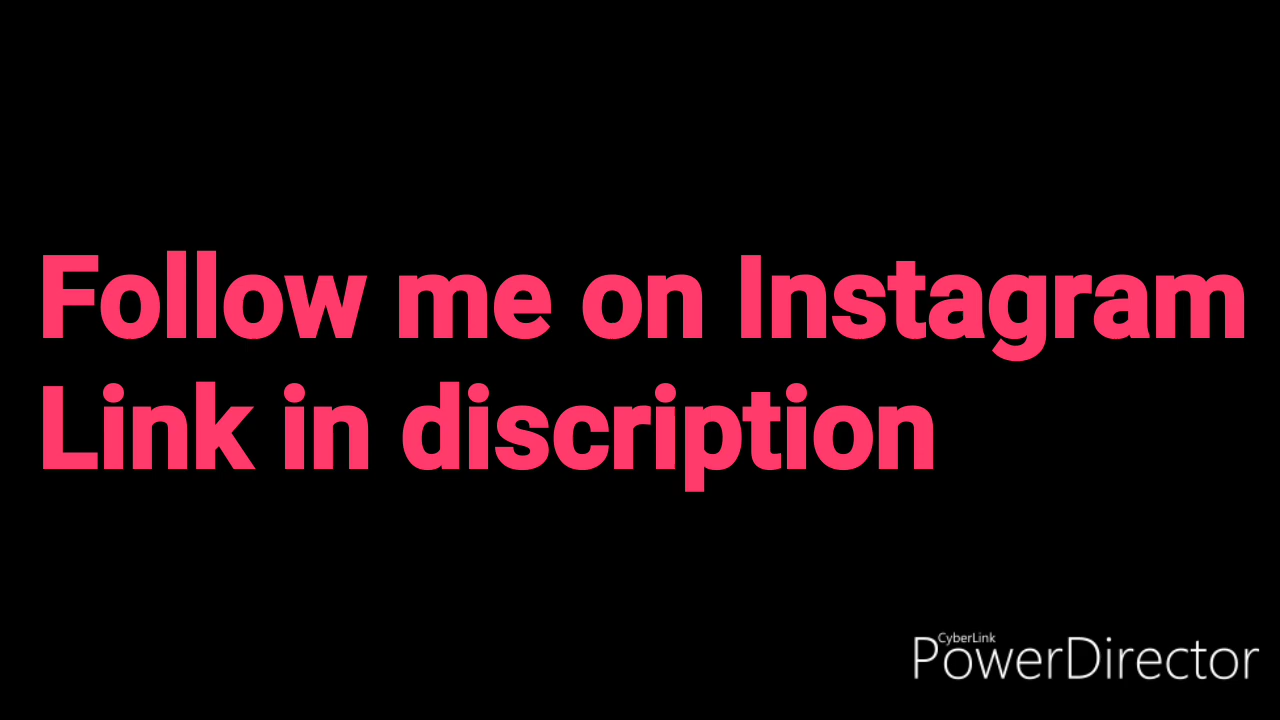 Follow me on Instagram
Link in discription
CyberLink
PowerDirector